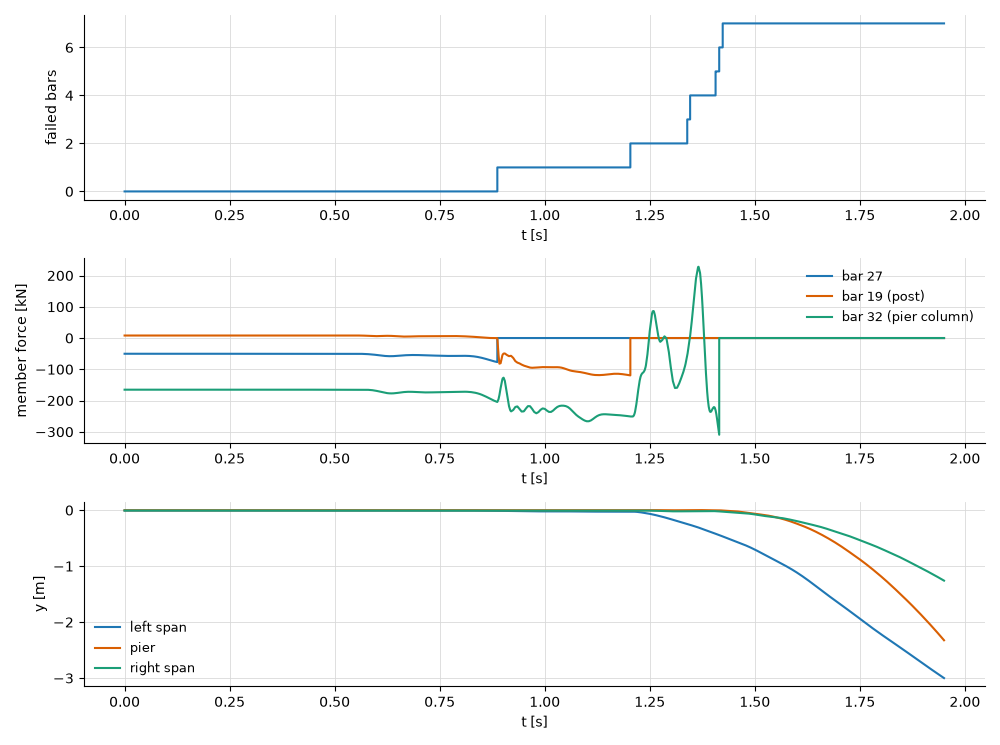 6
4
2
0
failed bars
0.00 0.25 0.50 0.75 1.00 1.25 1.50 1.75 2.00
t [s]
200
100
0
−100
−200
−300
member force [kN]
bar 27
bar 19 (post)
bar 32 (pier column)
0.00 0.25 0.50 0.75 1.00 1.25 1.50 1.75 2.00
t [s]
0
−1
−2
−3
y [m]
left span
pier
right span
0.00 0.25 0.50 0.75 1.00 1.25 1.50 1.75 2.00
t [s]